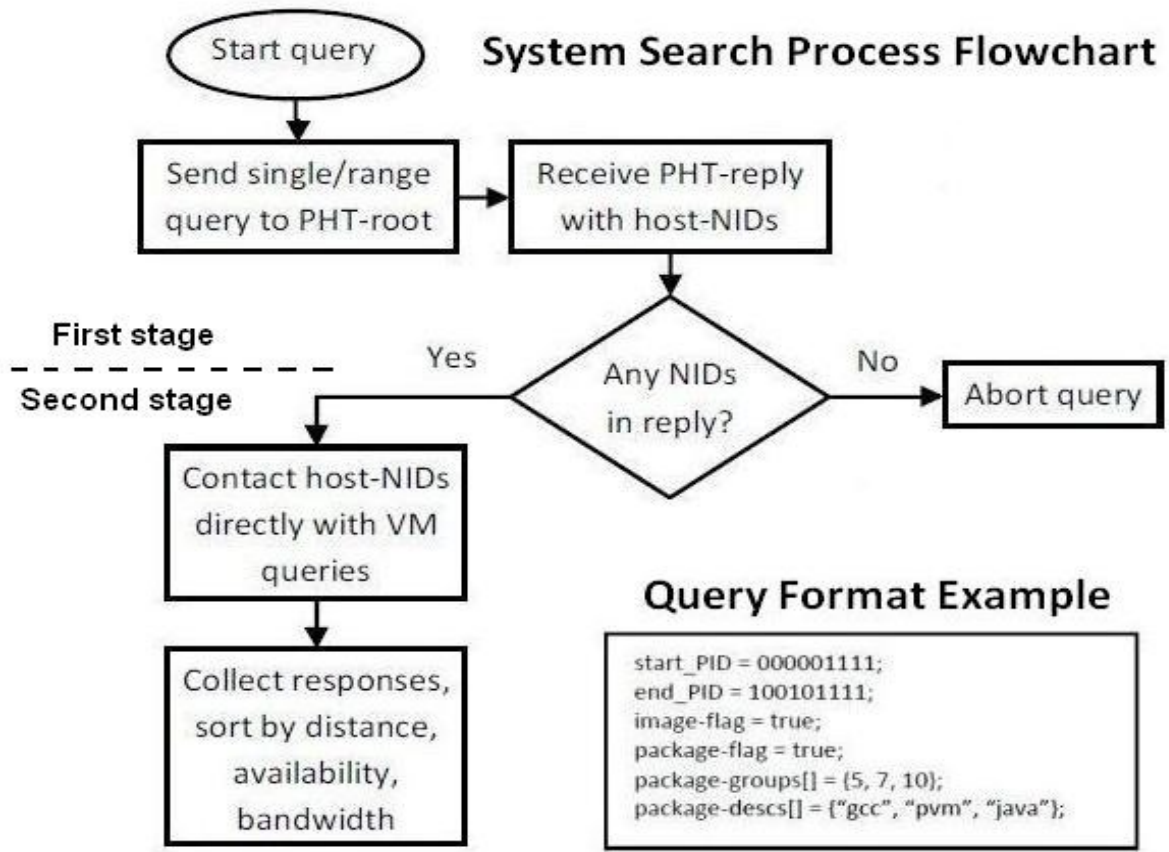 System Search Process Flowchart
Start query
Send single/range
query to PHT-root
Receive PHT-reply
with host-NIDs
Any NIDs
in reply?
Yes
No
Abort query
First stage
Second stage
Contact host-NIDs
directly with VM
queries
Collect responses,
sort by distance,
availability,
bandwidth
Query Format Example
start_PID = 000001111;
end_PID = 100101111;
image-flag = true;
package-flag = true;
package-groups[] = {5, 7, 10};
package-descs[] = {“gcc”, “pvm”, “java”};